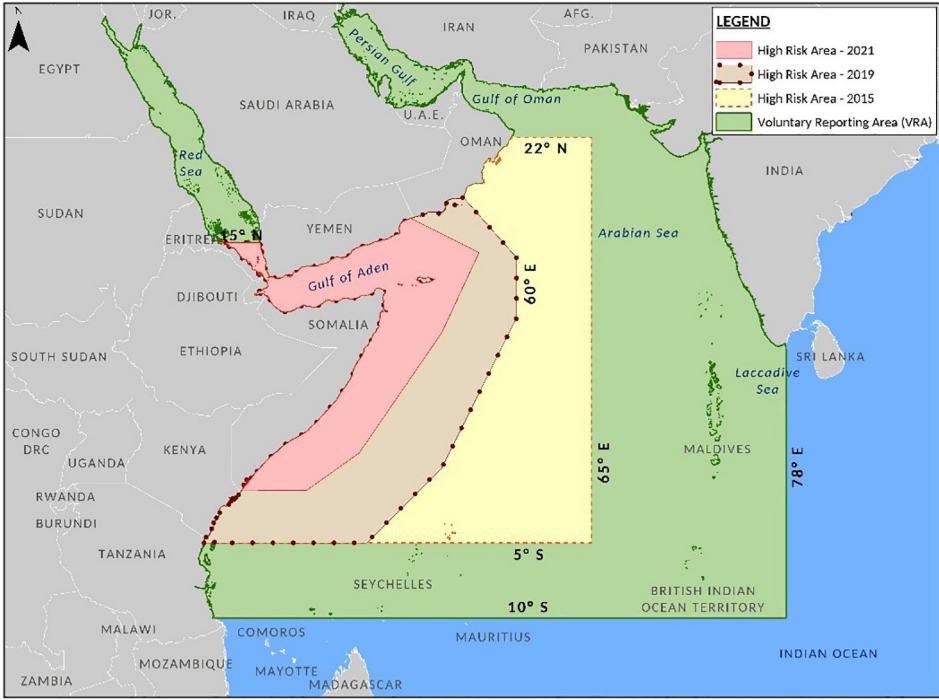 N
JOR.
IRAQ
IRAN
AFG.
PAKISTAN
EGYPT
Persian Gulf
SAUDI ARABIA
U.A.E.
Gulf of Oman
OMAN
22° N
INDIA
LEGEND
High Risk Area - 2021
High Risk Area - 2019
High Risk Area - 2015
Voluntary Reporting Area (VRA)
Red
Sea
SUDAN
ERITREA
15° N
YEMEN
Arabian Sea
Gulf of Aden
60° E
DJIBOUTI
SOMALIA
SOUTH SUDAN
ETHIOPIA
SRI LANKA
Laccadive
Sea
CONGO
DRC
UGANDA
KENYA
65° E
MALDIVES
78° E
RWANDA
BURUNDI
TANZANIA
5° S
SEYCHELLES
BRITISH INDIAN
OCEAN TERRITORY
10° S
MALAWI
COMOROS
MAURITIUS
ZAMBIA
MOZAMBIQUE
MAYOTTE
MADAGASCAR
INDIAN OCEAN